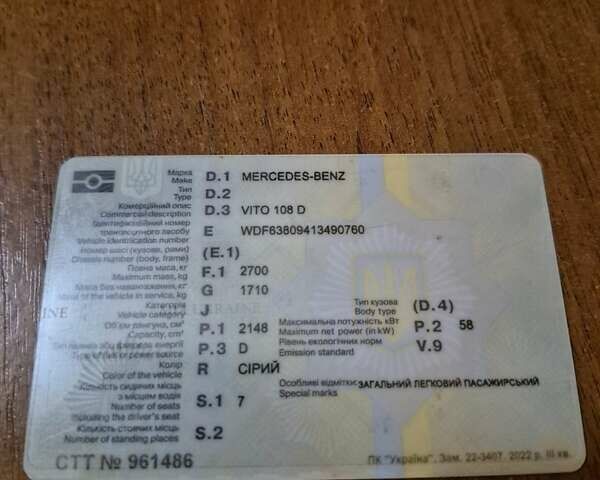 Марка
Make D.1 MERCEDES-BENZ
Тип
Type D.2
Комерційний опис
Commercial description D.3 VITO 108 D
Ідентифікаційний номер
транспортного засобу
Vehicle identification number E WDF63809413490760
Номер шасі (кузова, рами)
Chassis number (body, frame) (E.1)
Повна маса, кг
Maximum mass, kg F.1 2700
Маса без навантаження, кг
Mass of the vehicle in service, kg G 1710
Категорія
Vehicle category J
Тип кузова
Body type (D.4)
INE
UKRAINE
Об'єм двигуна, см³
Capacity, cm³ P.1 2148
Максимальна потужність кВт
Maximum net power (in kW) P.2 58
Type of fuel or power source P.3 D
Рівень екологічних норм
Emission standard V.9
Колір
Color of the vehicle R СІРИЙ
Кількість сидячих місць
з місцем водія
Number of seats
including the driver's seat S.1 7
Особливі відмітки ЗАГАЛЬНИЙ ЛЕГКОВИЙ ПАСАЖИРСЬКИЙ
Special marks
Кількість стоячих місць
Number of standing places S.2
СТТ № 961486
ПК "Україна". Зам. 22-3407. 2022 р. III кв.